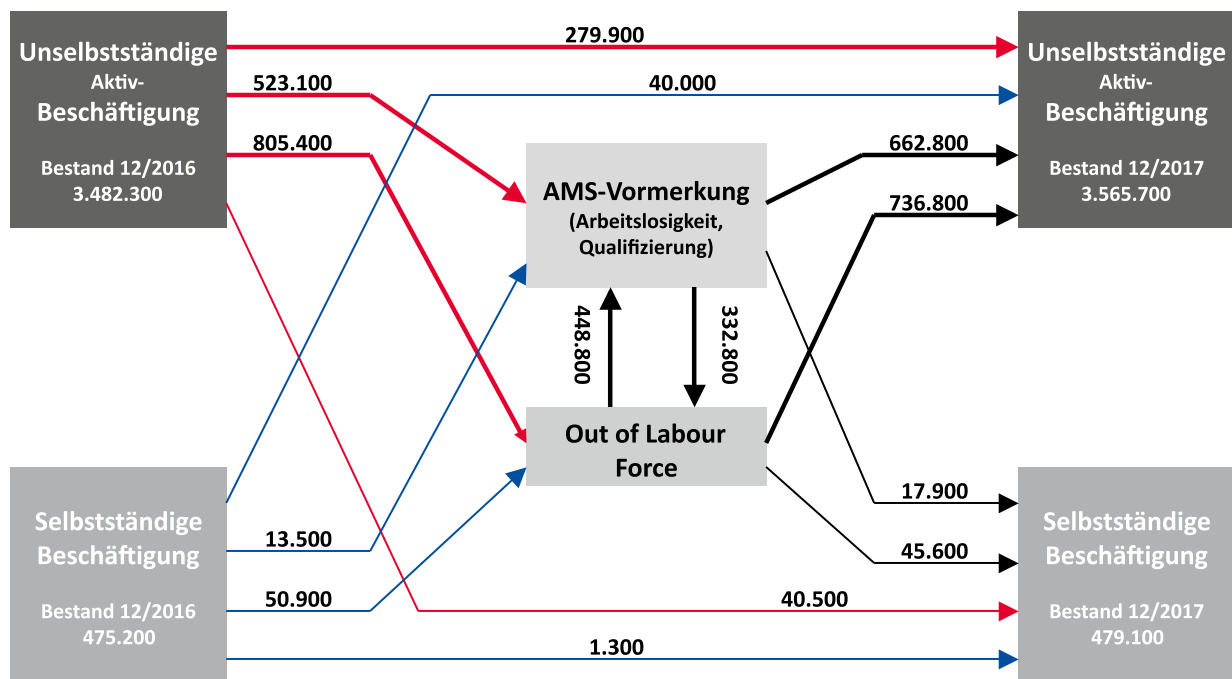 Unselbstständige
Aktiv-
Beschäftigung
Bestand 12/2016
3.482.300
279.900
523.100
40.000
805.400
Unselbstständige
Aktiv-
Beschäftigung
Bestand 12/2017
3.565.700
AMS-Vormerkung
(Arbeitslosigkeit,
Qualifizierung)
662.800
736.800
448.800
332.800
Out of Labour
Force
Selbstständige
Beschäftigung
Bestand 12/2016
475.200
13.500
50.900
17.900
45.600
40.500
1.300
Selbstständige
Beschäftigung
Bestand 12/2017
479.100